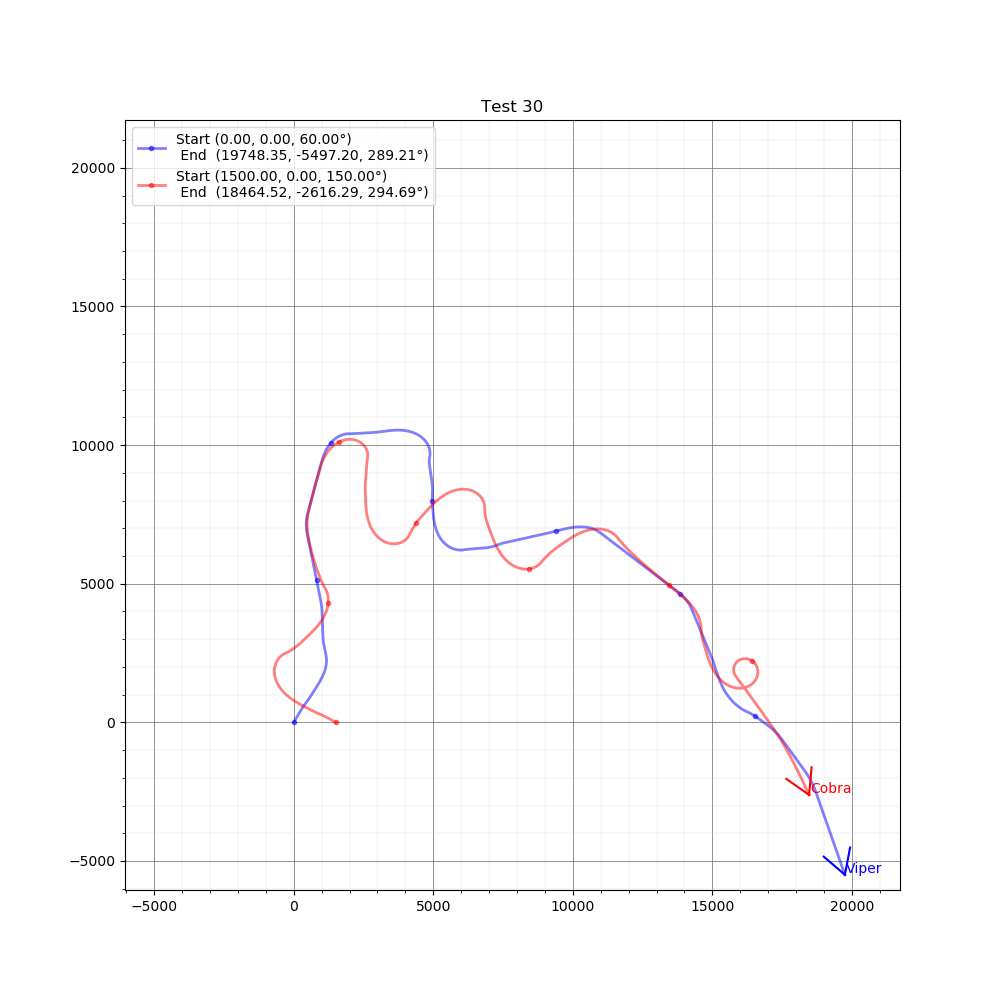 Test 30
Start (0.00, 0.00, 60.00°)
End (19748.35, -5497.20, 289.21°)
Start (1500.00, 0.00, 150.00°)
End (18464.52, -2616.29, 294.69°)
20000
15000
10000
5000
0
−5000
Cobra
Viper
−5000 0 5000 10000 15000 20000